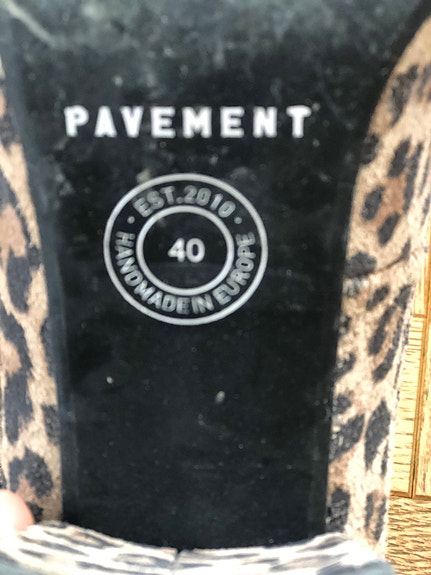 PAVEMENT
· EST.2010 ·
40
HANDMADE IN EUROPE